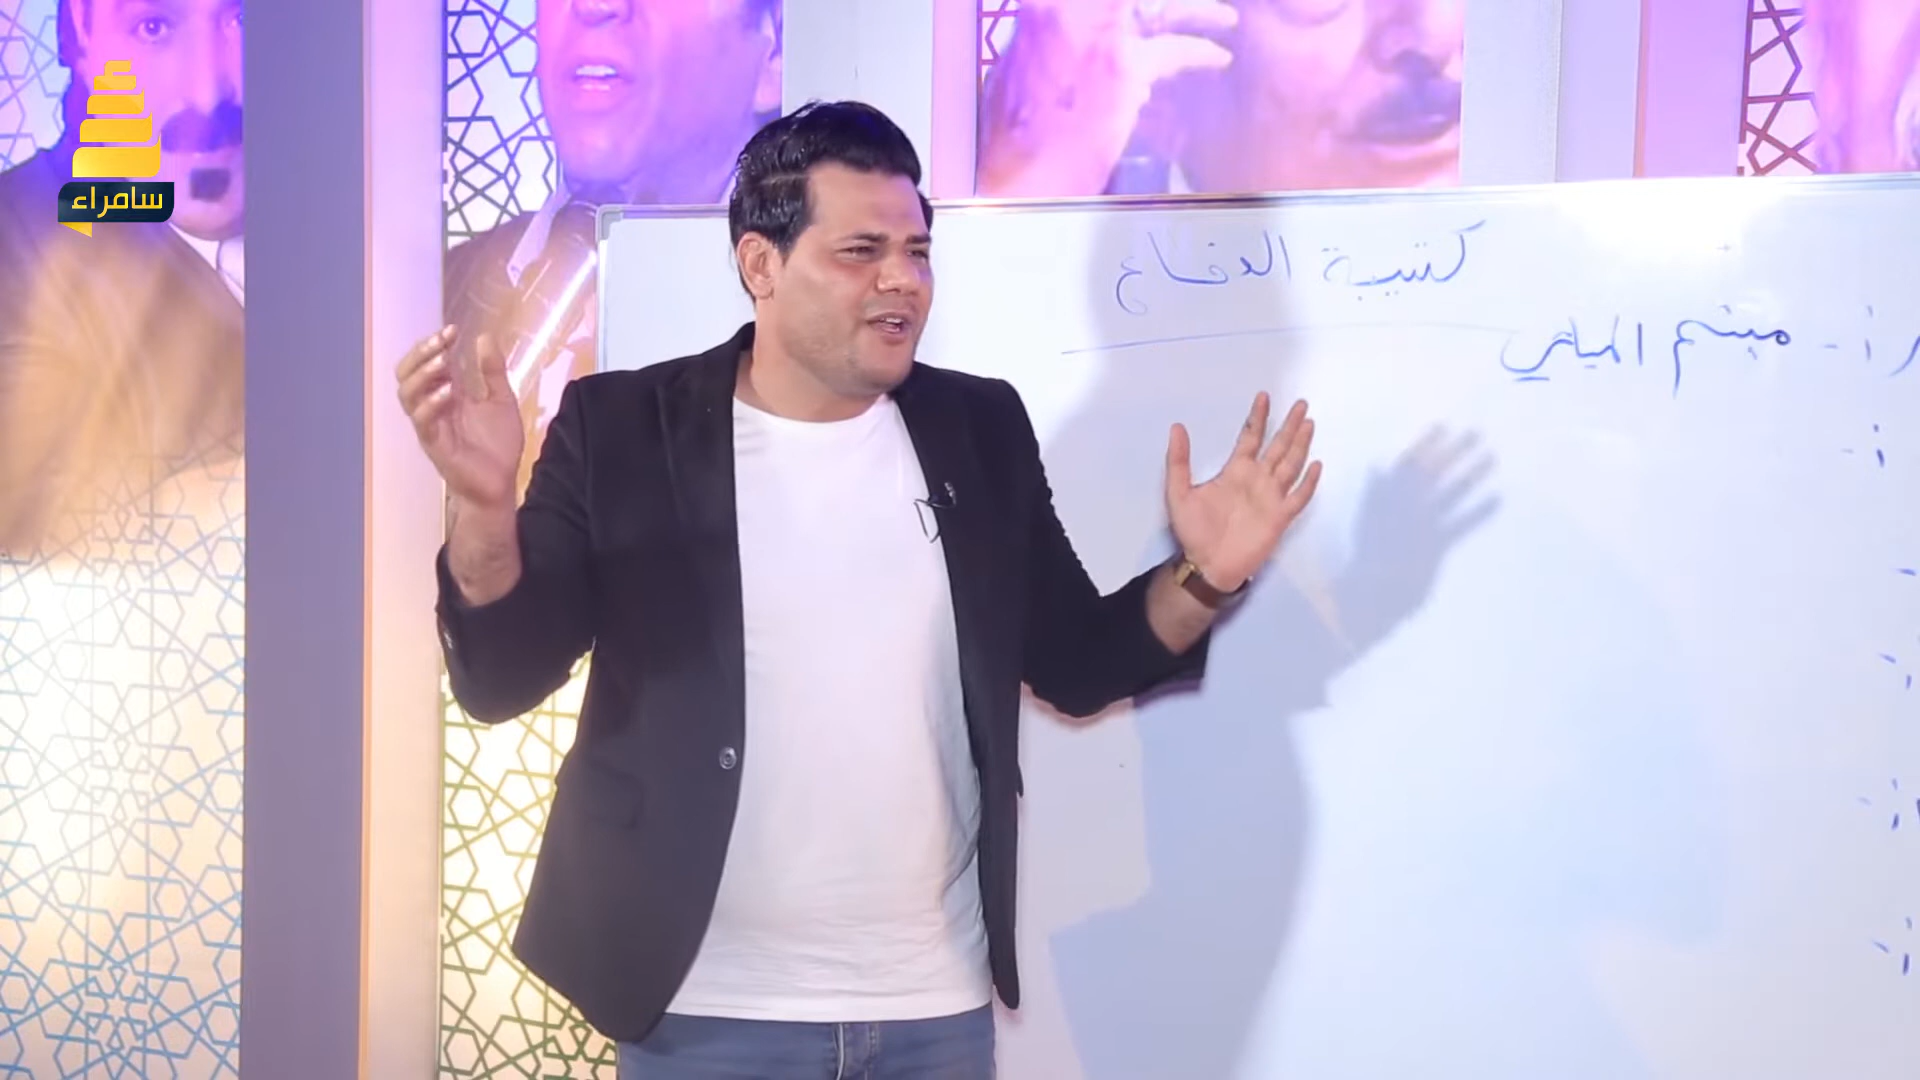 سامراء
كتيبة الدفاع
أ- ميثم المياحي